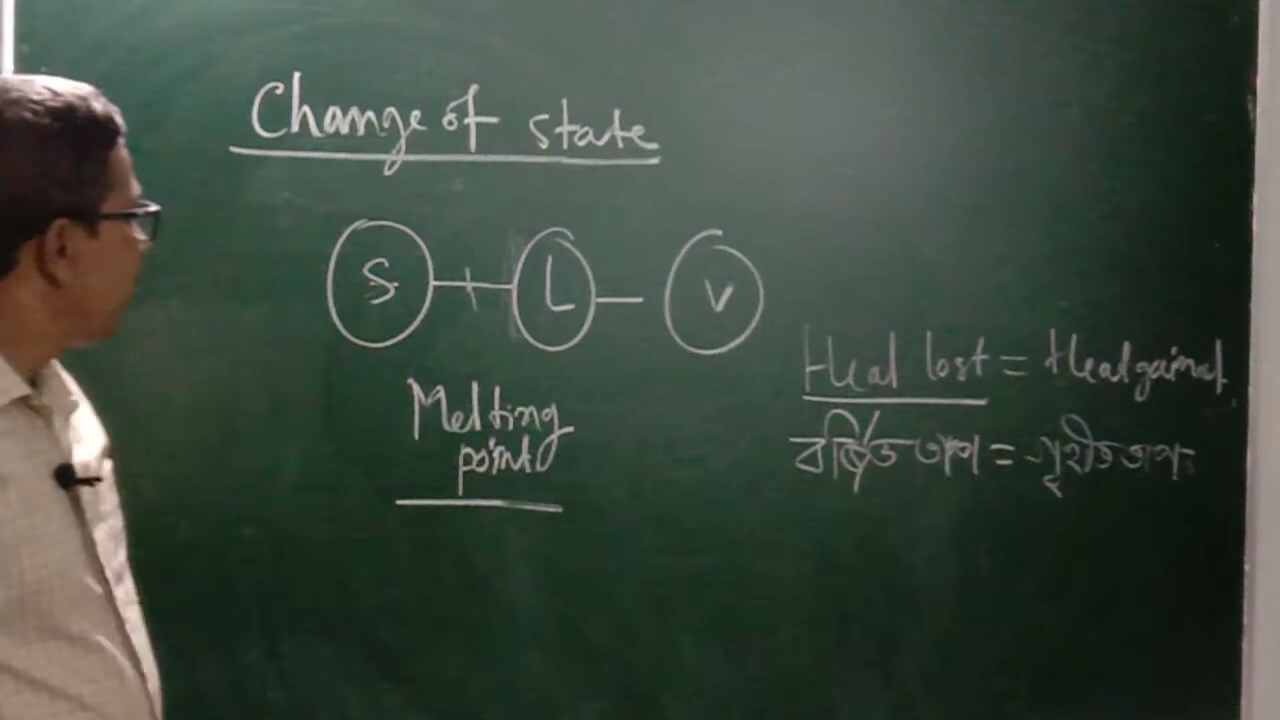 Change of state
S L V
Melting
point
Heat lost = Heat gained
বর্জিত তাপ = গৃহীত তাপ